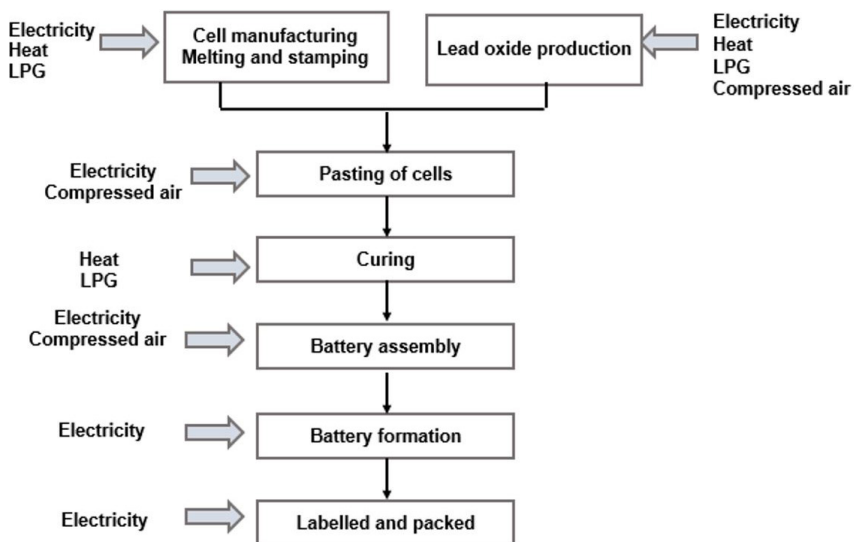 Electricity
Heat
LPG
Cell manufacturing
Melting and stamping
Lead oxide production
Electricity
Heat
LPG
Compressed air
Electricity
Compressed air
Pasting of cells
Heat
LPG
Curing
Electricity
Compressed air
Battery assembly
Electricity
Battery formation
Electricity
Labelled and packed